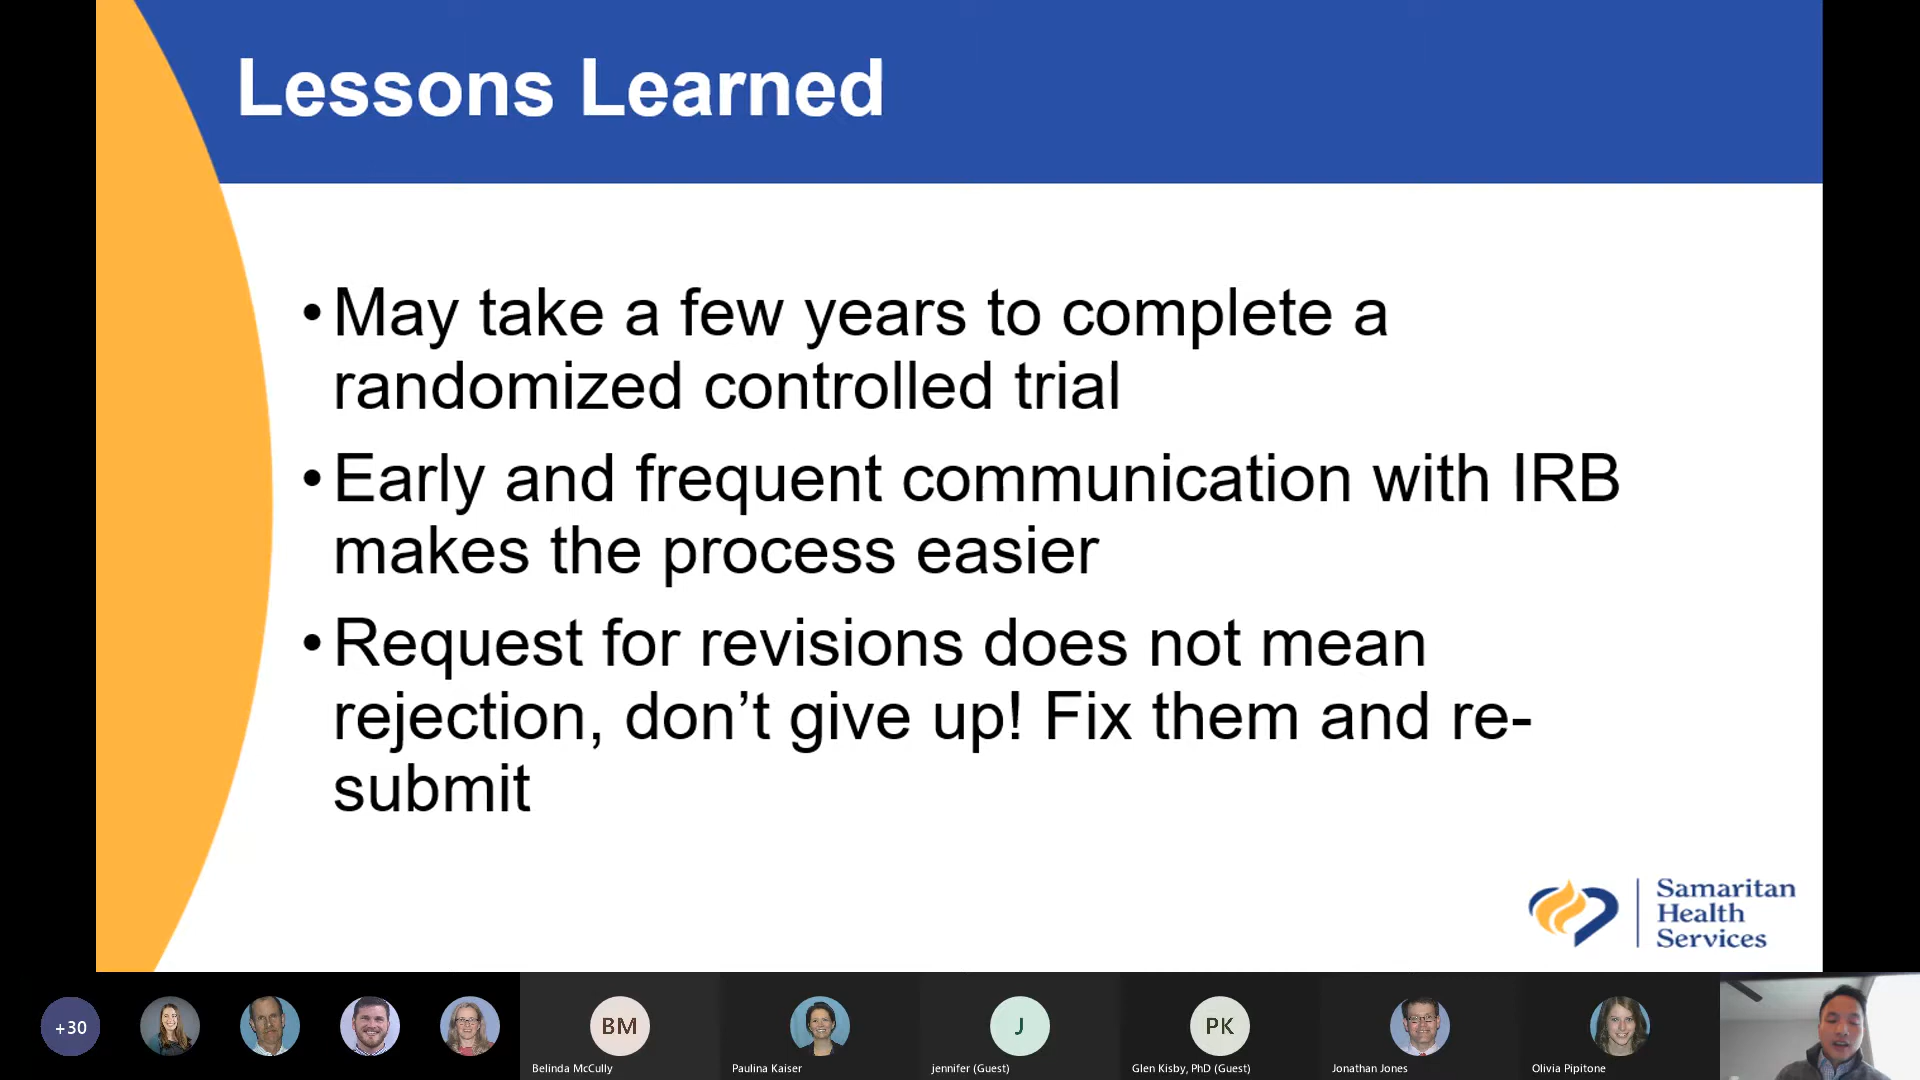 Lessons Learned
•May take a few years to complete a
randomized controlled trial
•Early and frequent communication with IRB
makes the process easier
•Request for revisions does not mean
rejection, don’t give up! Fix them and re-
submit
Samaritan
Health
Services
+30
BM
J
PK
Belinda McCully
Paulina Kaiser
jennifer (Guest)
Glen Kisby, PhD (Guest)
Jonathan Jones
Olivia Pipitone